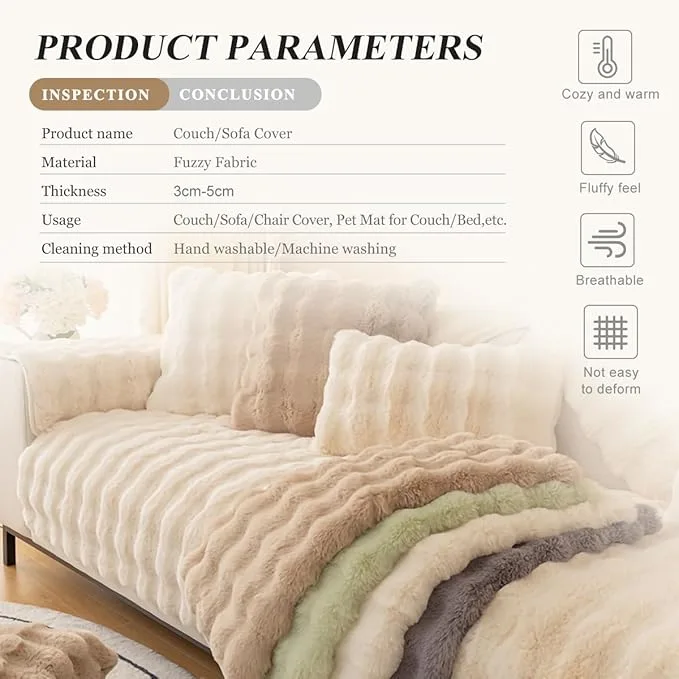 PRODUCT PARAMETERS
INSPECTION CONCLUSION
Product name Couch/Sofa Cover
Material Fuzzy Fabric
Thickness 3cm-5cm
Usage Couch/Sofa/Chair Cover, Pet Mat for Couch/Bed,etc.
Cleaning method Hand washable/Machine washing
Cozy and warm
Fluffy feel
Breathable
Not easy
to deform